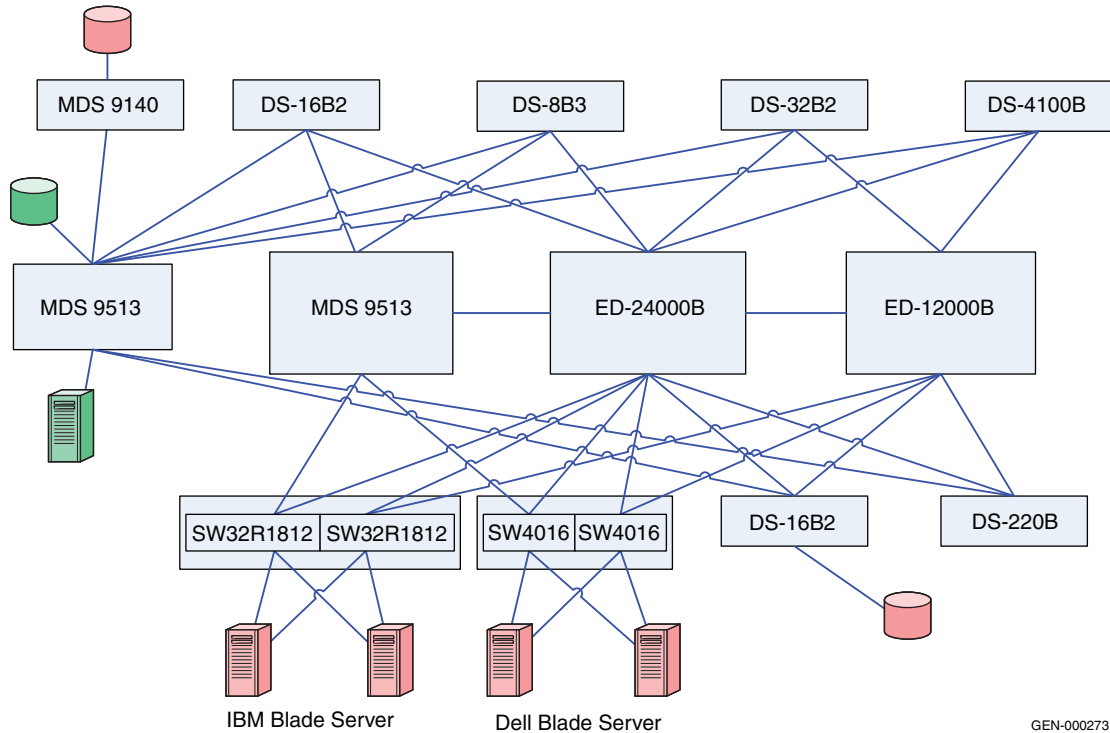 MDS 9140
DS-16B2
DS-8B3
DS-32B2
DS-4100B
MDS 9513
MDS 9513
ED-24000B
ED-12000B
SW32R1812
SW32R1812
SW4016
SW4016
DS-16B2
DS-220B
IBM Blade Server
Dell Blade Server
GEN-000273